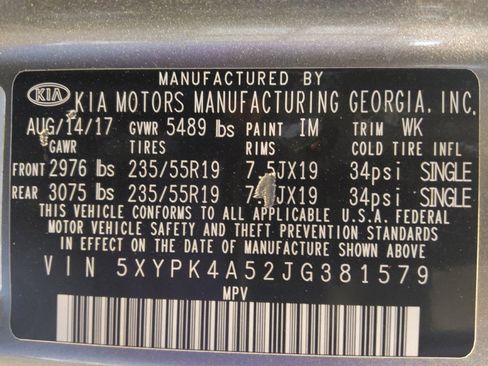 MANUFACTURED BY
KIA KIA MOTORS MANUFACTURING GEORGIA, INC.
AUG/14/17 GVWR 5489 lbs PAINT IM TRIM WK
GAWR TIRES RIMS COLD TIRE INFL
FRONT 2976 lbs 235/55R19 7.5JX19 34psi SINGLE
REAR 3075 lbs 235/55R19 34psi SINGLE
THIS VEHICLE CONFORMS TO ALL APPLICABLE U.S.A. FEDERAL
MOTOR VEHICLE SAFETY AND THEFT PREVENTION STANDARDS
IN EFFECT ON THE DATE OF MANUFACTURE SHOWN ABOVE.
VIN 5XYPK4A52JG381579
MPV